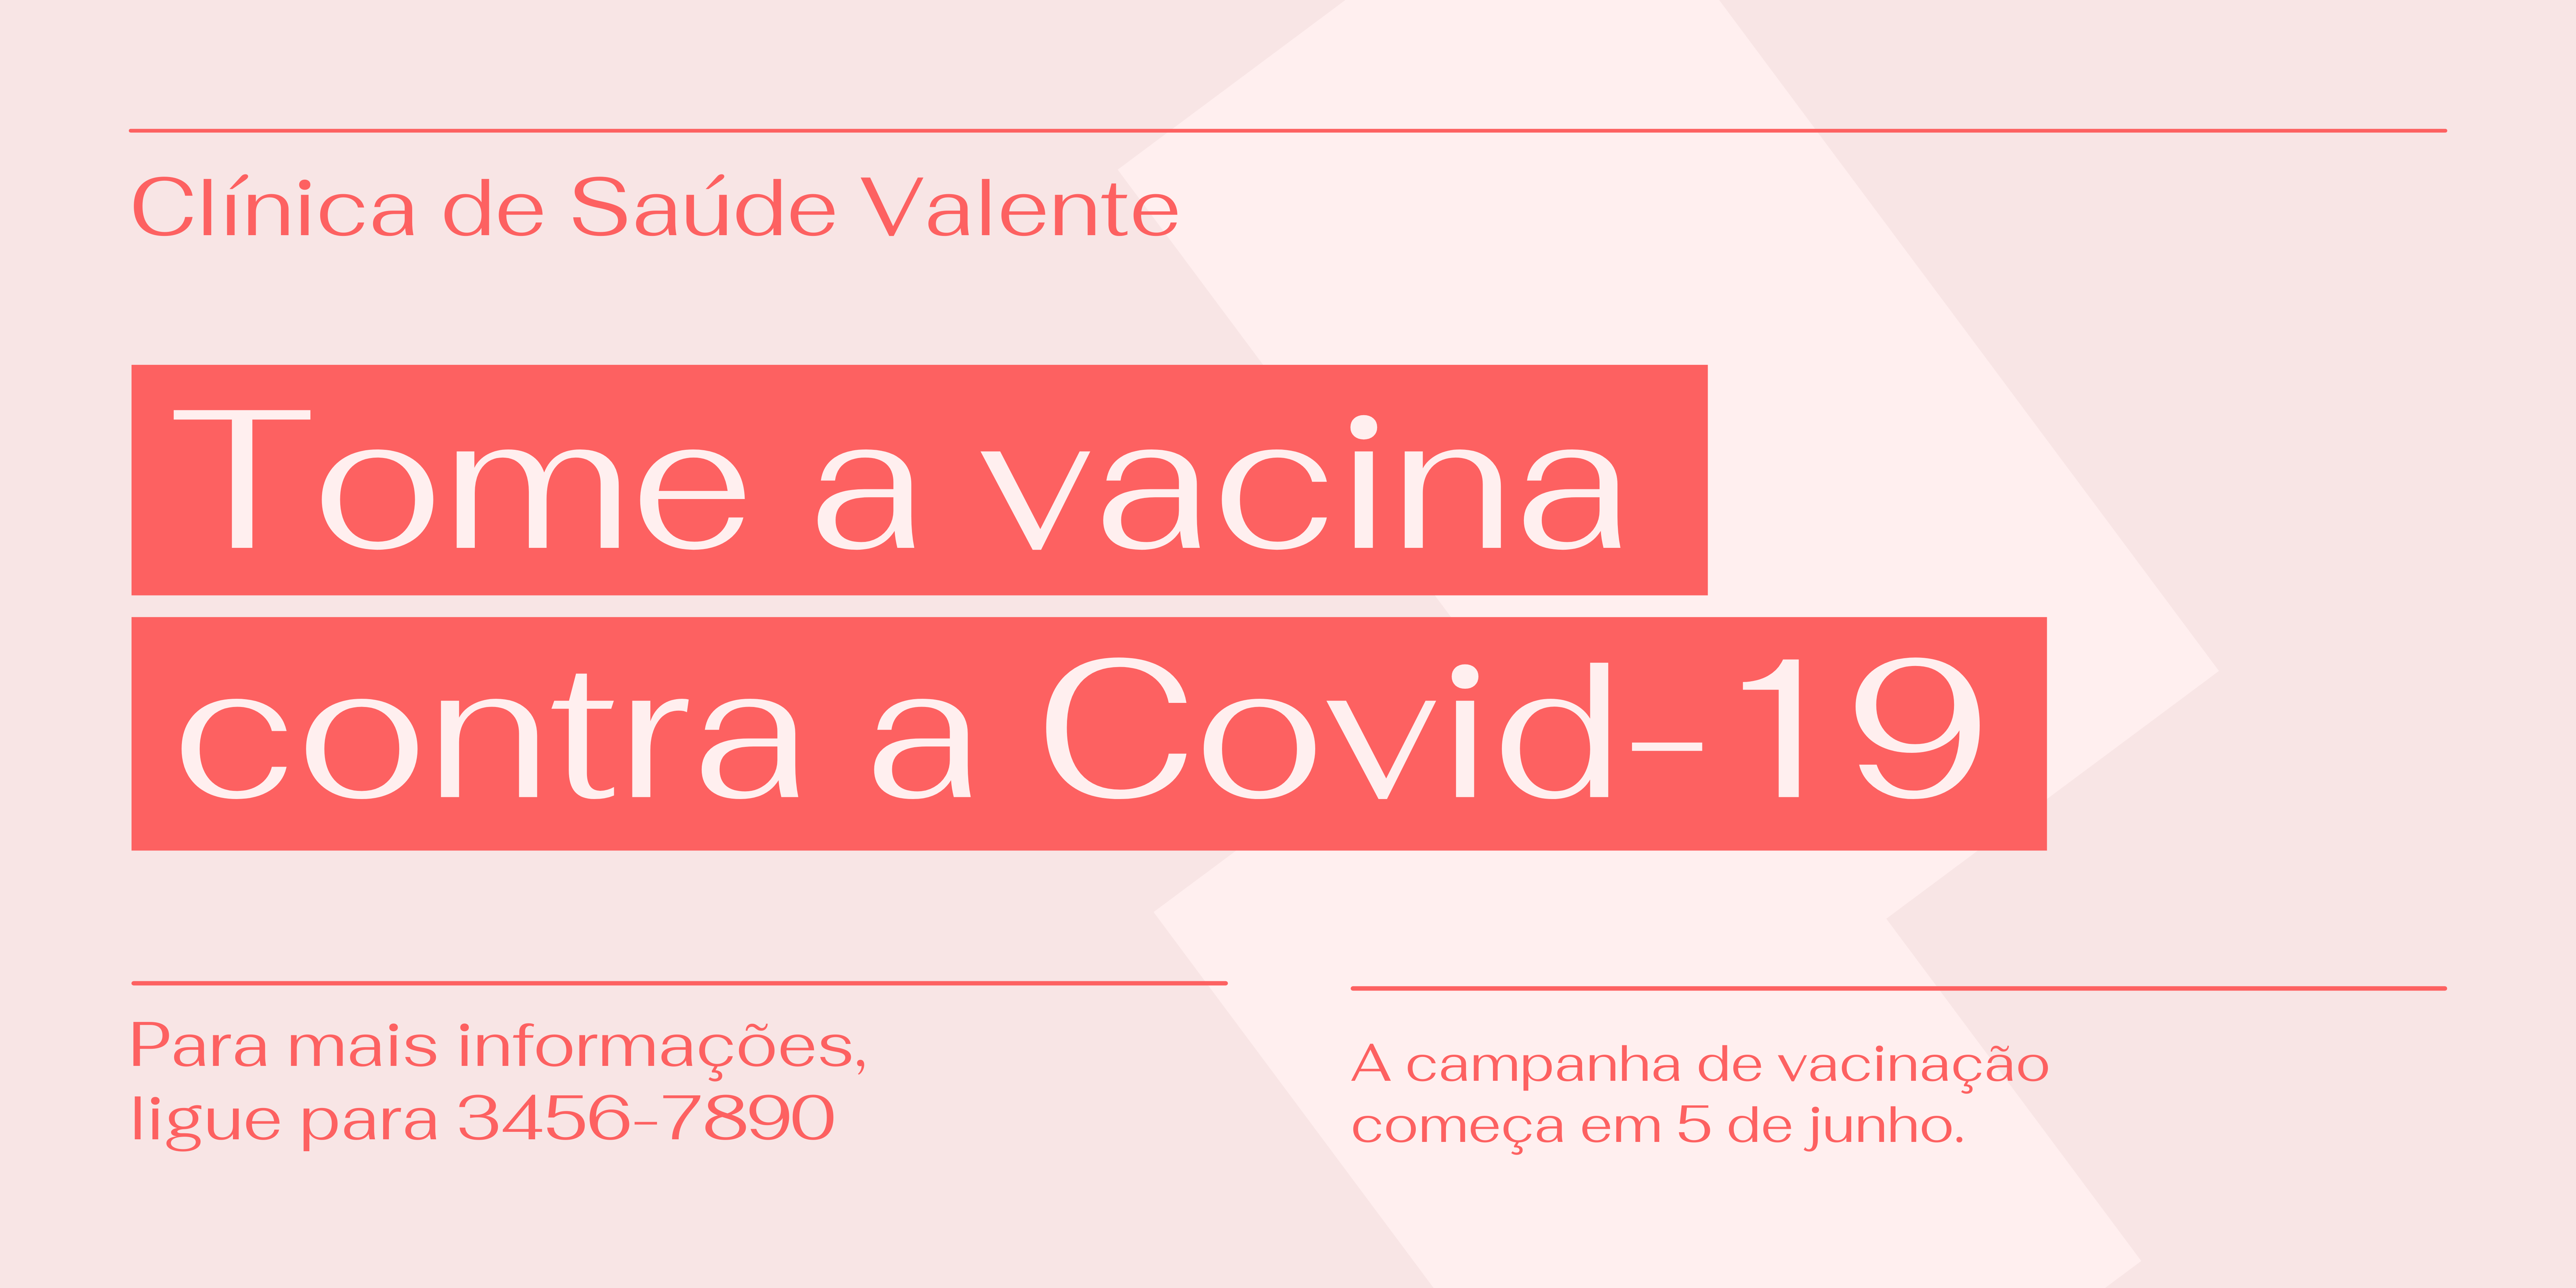 Clínica de Saúde Valente
Tome a vacina
contra a Covid-19
Para mais informações,
ligue para 3456-7890
A campanha de vacinação
começa em 5 de junho.